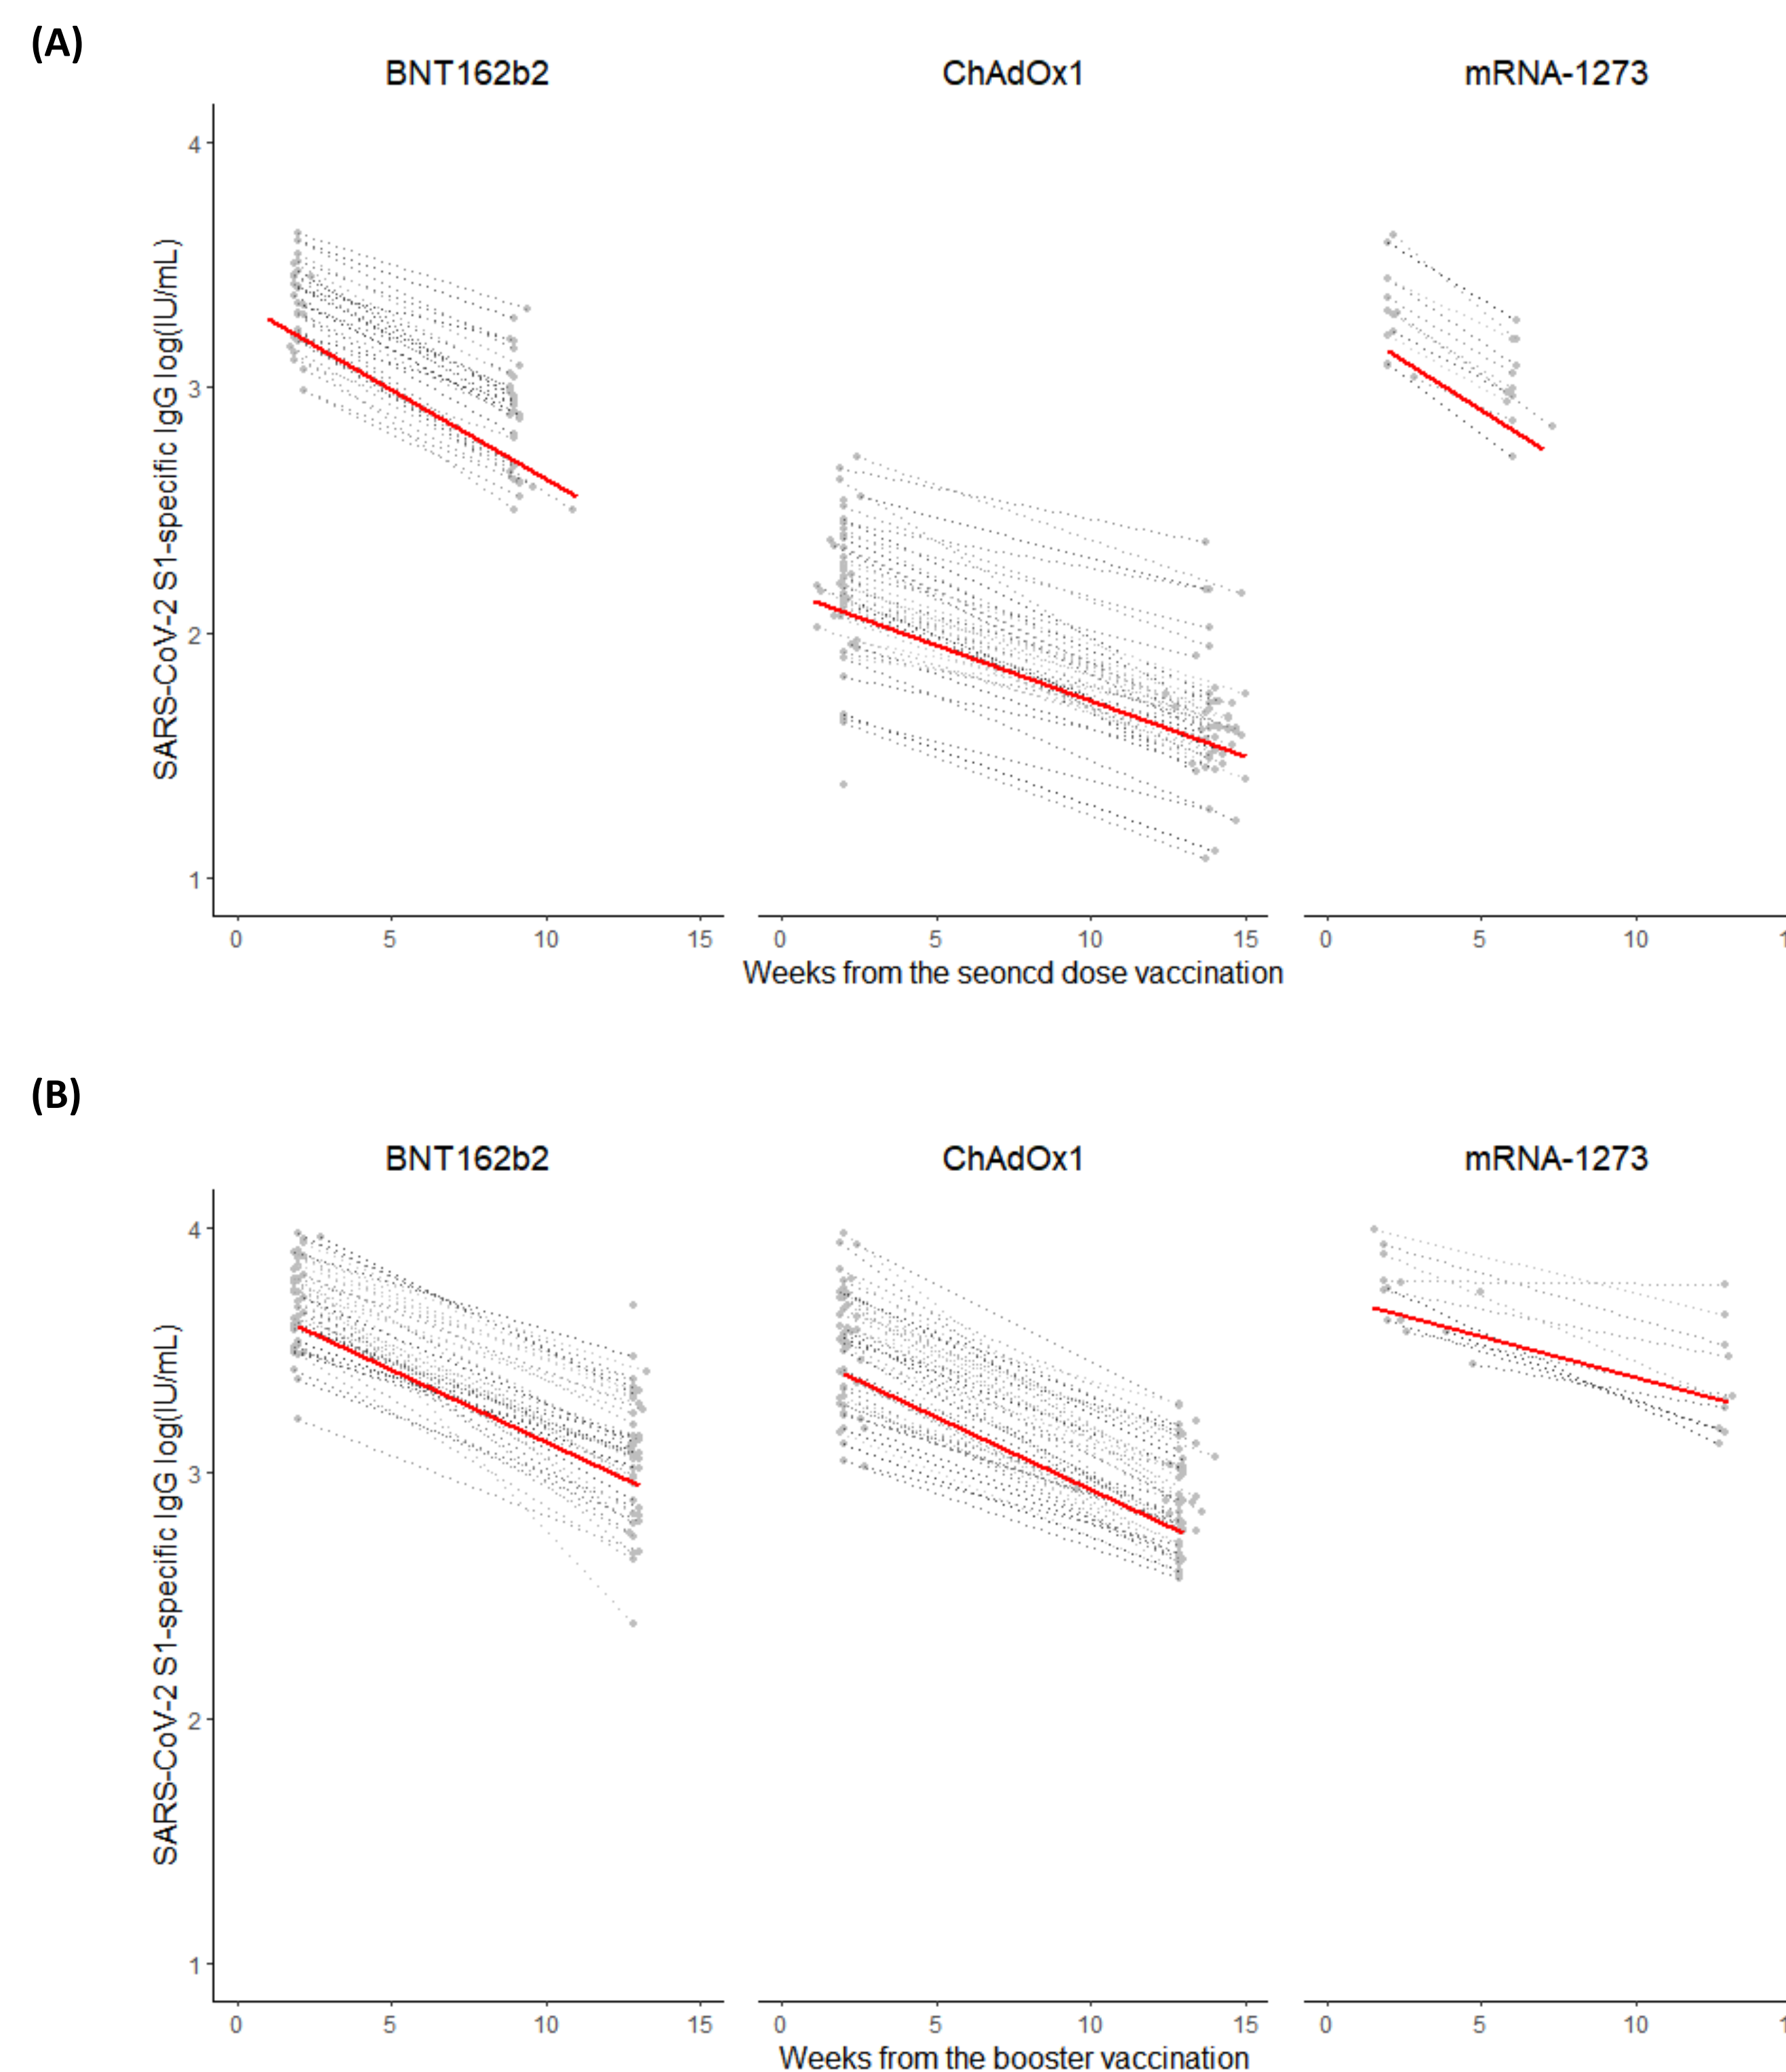 (A)
BNT162b2 ChAdOx1 mRNA-1273
SARS-CoV-2 S1-specific IgG log(IU/mL)
4
3
2
1
0 5 10 15 0 5 10 15 0 5 10 1
Weeks from the seoncd dose vaccination
(B)
BNT162b2 ChAdOx1 mRNA-1273
SARS-CoV-2 S1-specific IgG log(IU/mL)
4
3
2
1
0 5 10 15 0 5 10 15 0 5 10 1
Weeks from the booster vaccination